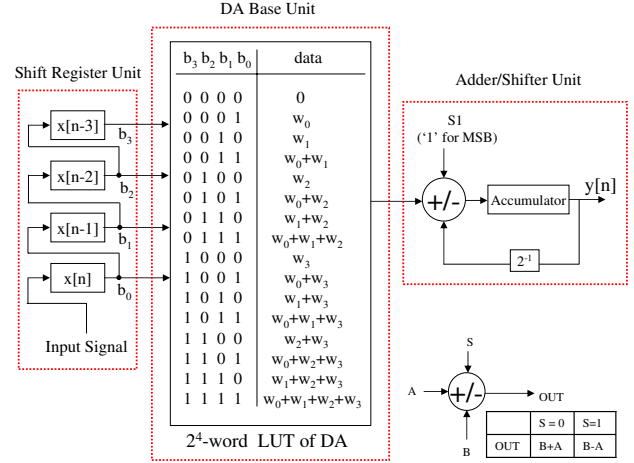 DA Base Unit
Shift Register Unit
x[n-3]
b₃
x[n-2]
b₂
x[n-1]
b₁
x[n]
b₀
Input Signal
b₃ b₂ b₁ b₀ data
0 0 0 0 0
0 0 0 1 w₀
0 0 1 0 w₁
0 0 1 1 w₀+w₁
0 1 0 0 w₂
0 1 0 1 w₀+w₂
0 1 1 0 w₁+w₂
0 1 1 1 w₀+w₁+w₂
1 0 0 0 w₃
1 0 0 1 w₀+w₃
1 0 1 0 w₁+w₃
1 0 1 1 w₀+w₁+w₃
1 1 0 0 w₂+w₃
1 1 0 1 w₀+w₂+w₃
1 1 1 0 w₁+w₂+w₃
1 1 1 1 w₀+w₁+w₂+w₃
2⁴-word LUT of DA
Adder/Shifter Unit
S1
('1' for MSB)
+/-
Accumulator
y[n]
2⁻¹
S
A
+/-
OUT
B
S = 0 S=1
OUT B+A B-A